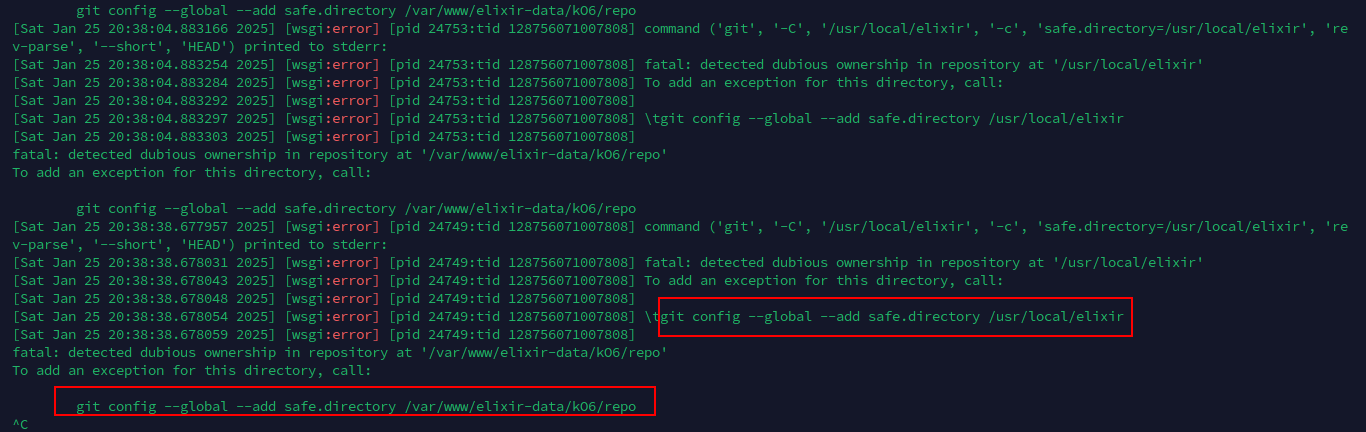 git config --global --add safe.directory /var/www/elixir-data/kO6/repo
[Sat Jan 25 20:38:04.883166 2025] [wsgi:error] [pid 24753:tid 128756071007808] command ('git', '-C', '/usr/local/elixir', '-c', 'safe.directory=/usr/local/elixir', 're
v-parse', '--short', 'HEAD') printed to stderr:
[Sat Jan 25 20:38:04.883254 2025] [wsgi:error] [pid 24753:tid 128756071007808] fatal: detected dubious ownership in repository at '/usr/local/elixir'
[Sat Jan 25 20:38:04.883284 2025] [wsgi:error] [pid 24753:tid 128756071007808] To add an exception for this directory, call:
[Sat Jan 25 20:38:04.883292 2025] [wsgi:error] [pid 24753:tid 128756071007808]
[Sat Jan 25 20:38:04.883297 2025] [wsgi:error] [pid 24753:tid 128756071007808] \tgit config --global --add safe.directory /usr/local/elixir
[Sat Jan 25 20:38:04.883303 2025] [wsgi:error] [pid 24753:tid 128756071007808]
fatal: detected dubious ownership in repository at '/var/www/elixir-data/kO6/repo'
To add an exception for this directory, call:
git config --global --add safe.directory /var/www/elixir-data/kO6/repo
[Sat Jan 25 20:38:38.677957 2025] [wsgi:error] [pid 24749:tid 128756071007808] command ('git', '-C', '/usr/local/elixir', '-c', 'safe.directory=/usr/local/elixir', 're
v-parse', '--short', 'HEAD') printed to stderr:
[Sat Jan 25 20:38:38.678031 2025] [wsgi:error] [pid 24749:tid 128756071007808] fatal: detected dubious ownership in repository at '/usr/local/elixir'
[Sat Jan 25 20:38:38.678043 2025] [wsgi:error] [pid 24749:tid 128756071007808] To add an exception for this directory, call:
[Sat Jan 25 20:38:38.678048 2025] [wsgi:error] [pid 24749:tid 128756071007808]
[Sat Jan 25 20:38:38.678054 2025] [wsgi:error] [pid 24749:tid 128756071007808] \tgit config --global --add safe.directory /usr/local/elixir
[Sat Jan 25 20:38:38.678059 2025] [wsgi:error] [pid 24749:tid 128756071007808]
fatal: detected dubious ownership in repository at '/var/www/elixir-data/kO6/repo'
To add an exception for this directory, call:
git config --global --add safe.directory /var/www/elixir-data/kO6/repo
^C